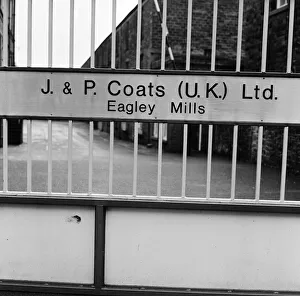 J. & P. Coats (U.K.) Ltd.
Eagley Mills